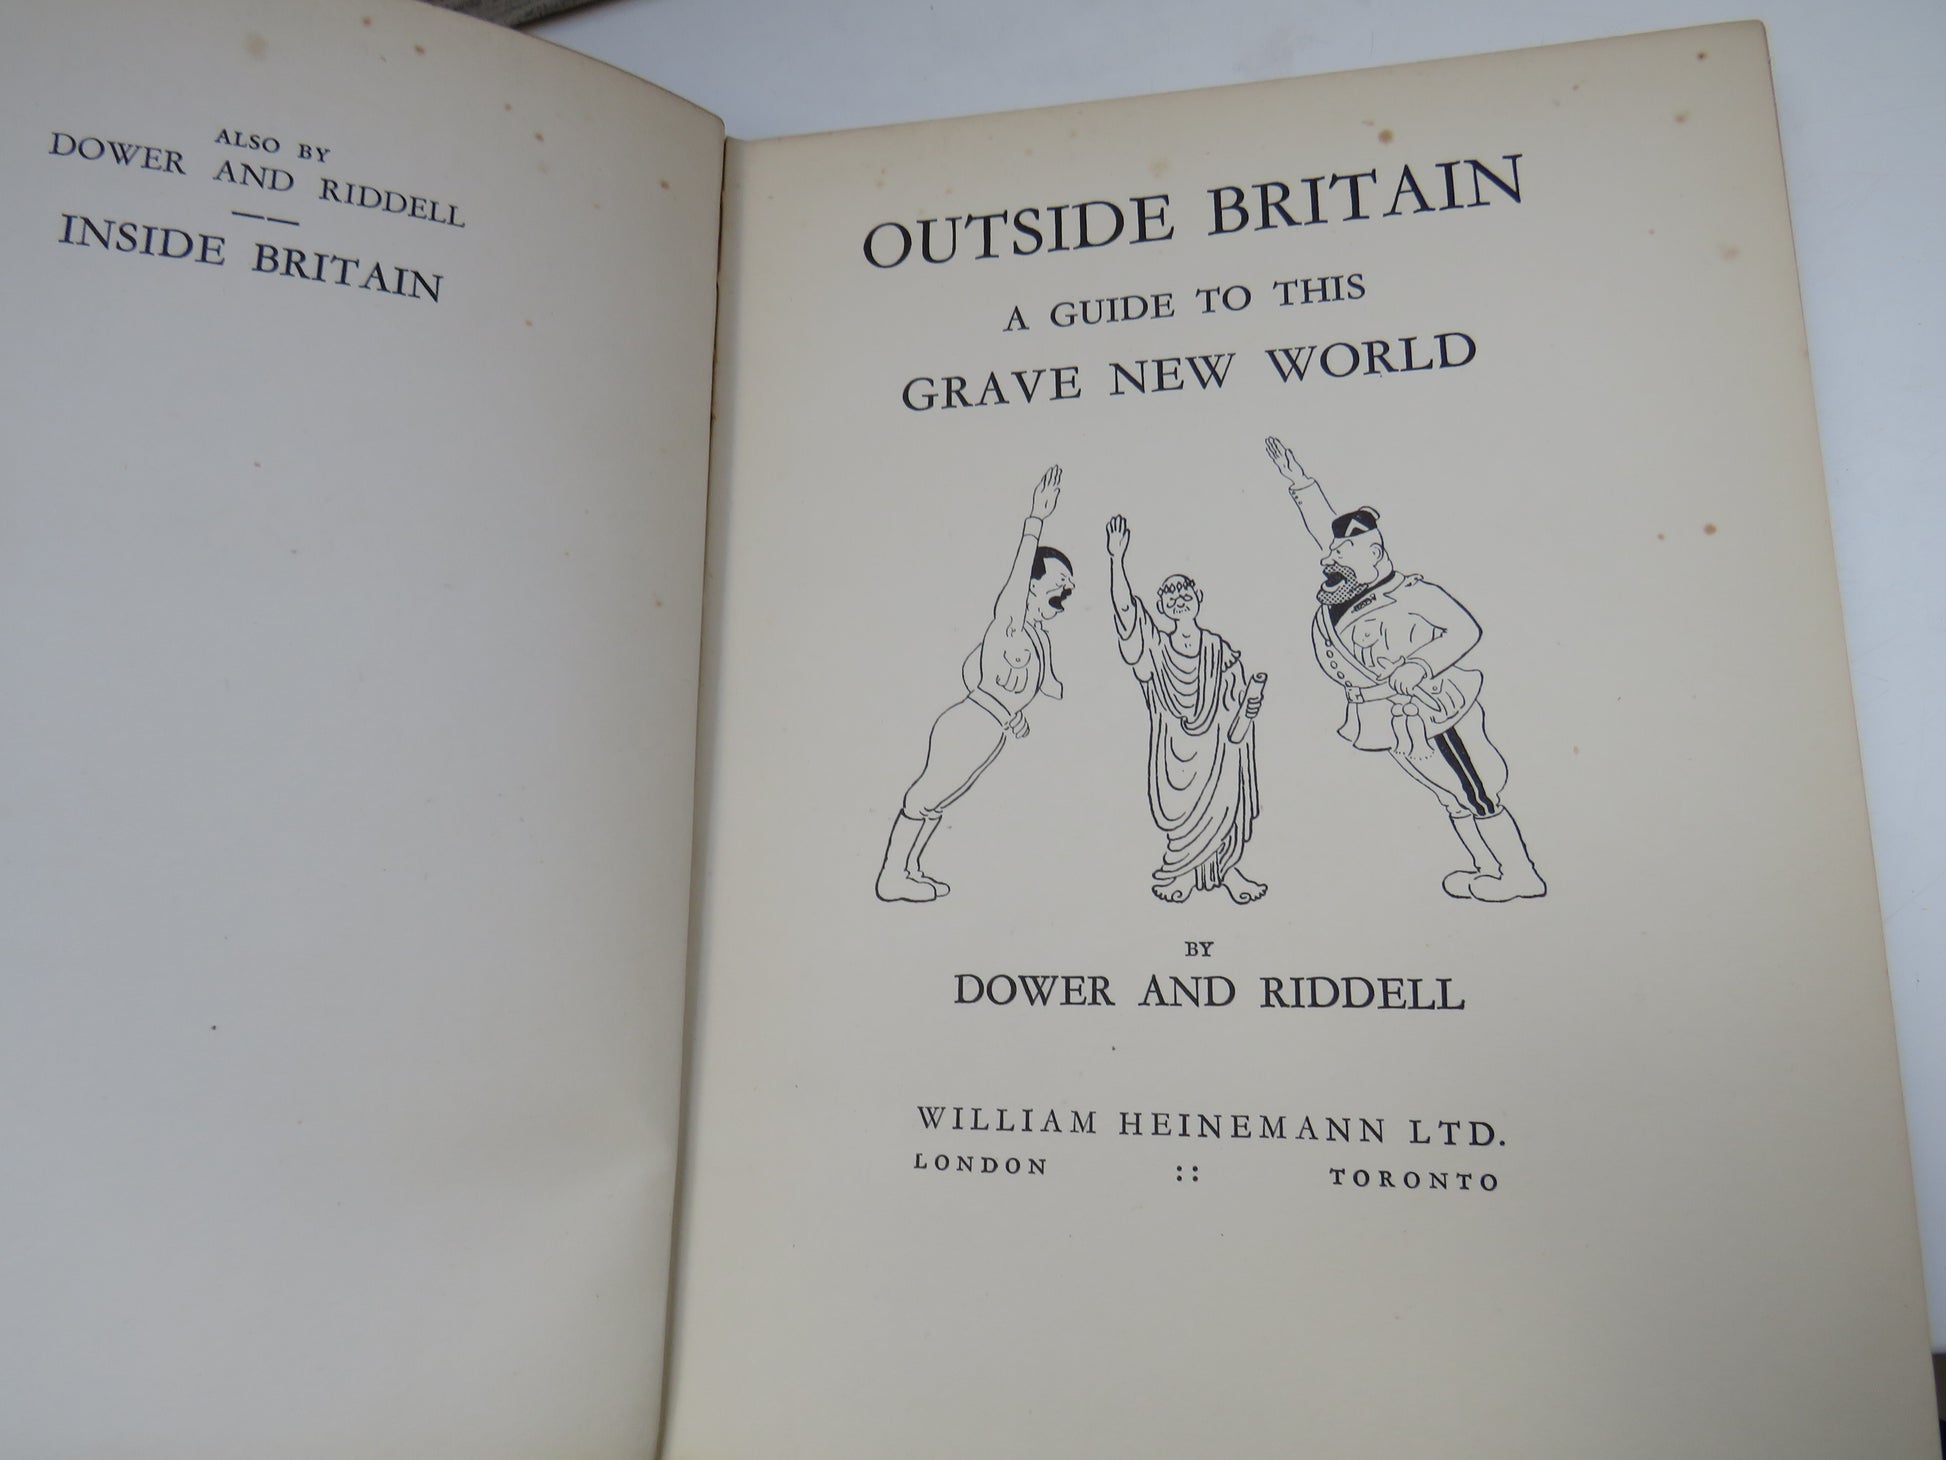 ALSO BY
DOWER AND RIDDELL
INSIDE BRITAIN
OUTSIDE BRITAIN
A GUIDE TO THIS
GRAVE NEW WORLD
BY
DOWER AND RIDDELL
WILLIAM HEINEMANN LTD.
LONDON :: TORONTO